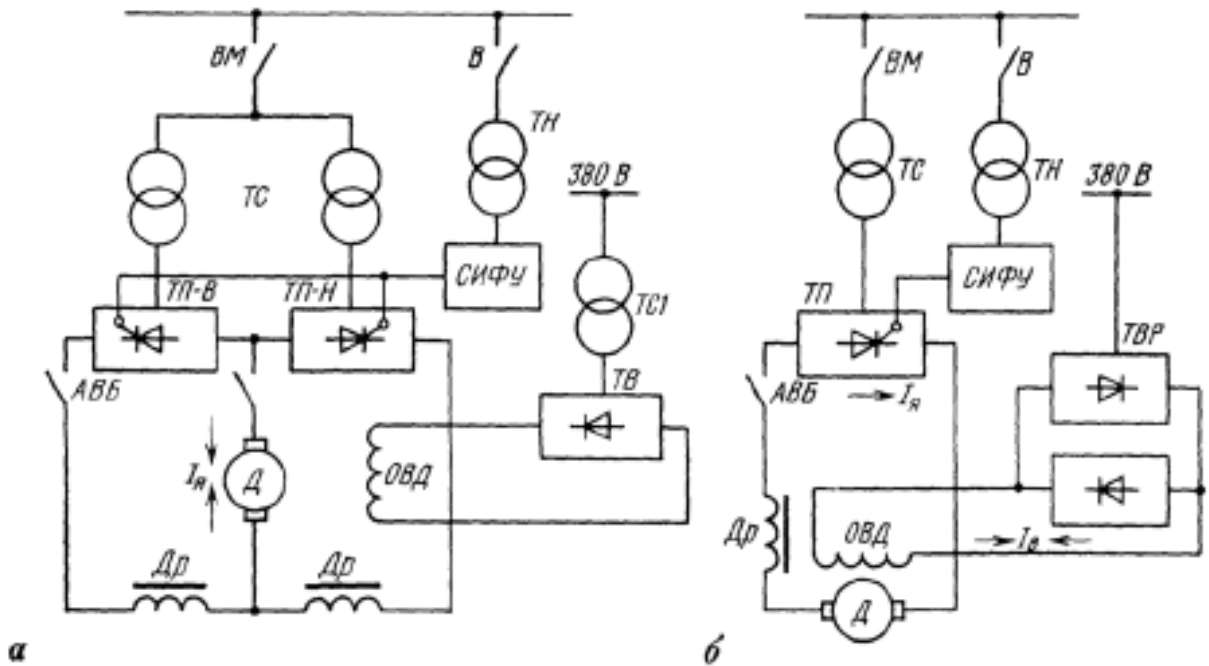 ВМ
В
ТН
ТС
380 В
СИФУ
ТП-В
ТП-Н
ТС1
АВБ
ТВ
Iя
Д
ОВД
Др
Др
а
ВМ
В
ТС
ТН
380 В
СИФУ
ТП
ТВР
АВБ
Iя
Др
ОВД
Iв
Д
б